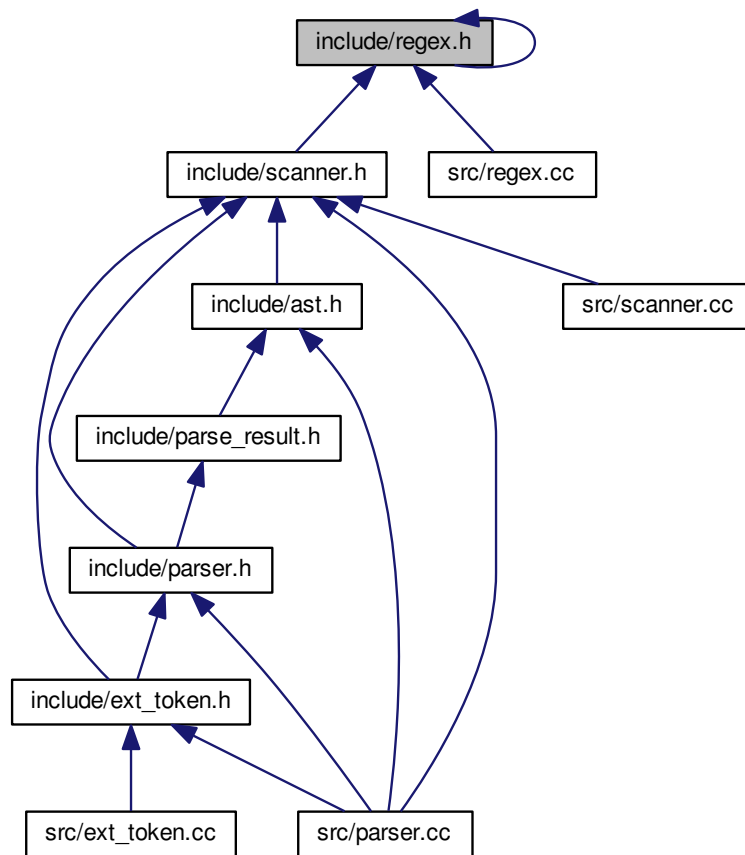 include/regex.h
include/scanner.h
src/regex.cc
include/ast.h
src/scanner.cc
include/parse_result.h
include/parser.h
include/ext_token.h
src/ext_token.cc
src/parser.cc